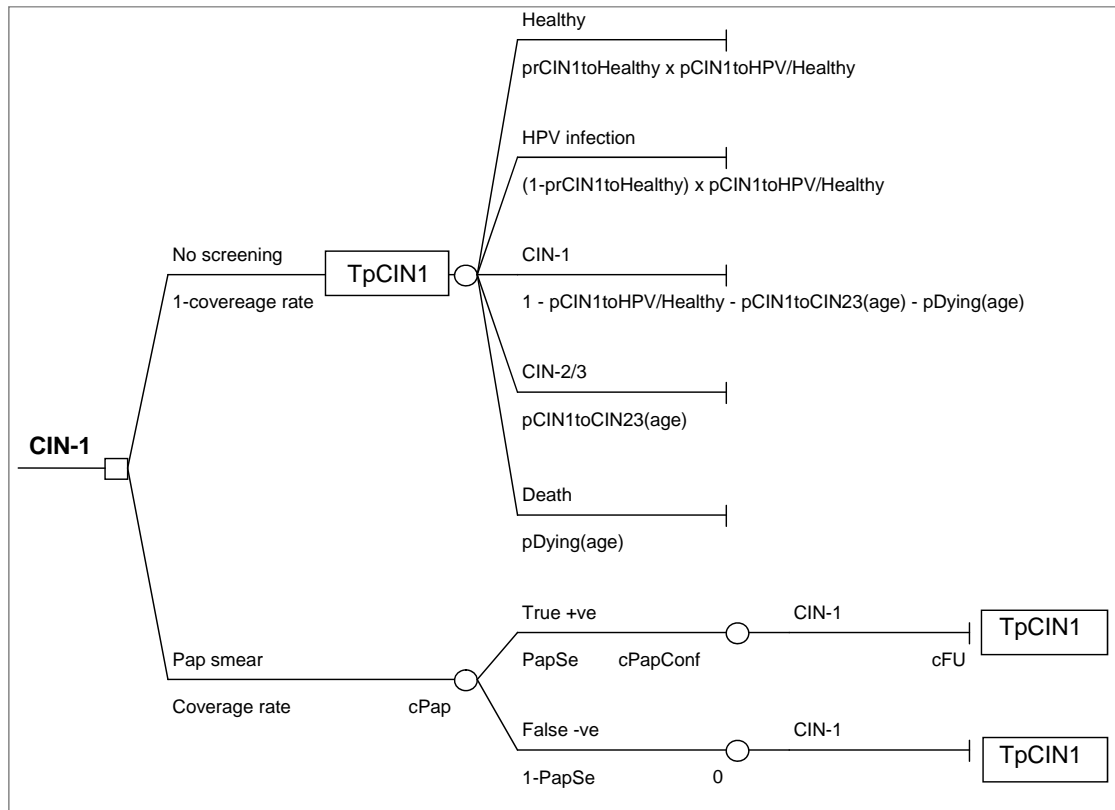 Healthy
prCIN1toHealthy x pCIN1toHPV/Healthy
HPV infection
(1-prCIN1toHealthy) x pCIN1toHPV/Healthy
No screening
TpCIN1
1-covereage rate
CIN-1
1 - pCIN1toHPV/Healthy - pCIN1toCIN23(age) - pDying(age)
CIN-2/3
pCIN1toCIN23(age)
CIN-1
Death
pDying(age)
Pap smear
Coverage rate
cPap
True +ve
PapSe
cPapConf
CIN-1
cFU
TpCIN1
False -ve
1-PapSe
0
CIN-1
TpCIN1